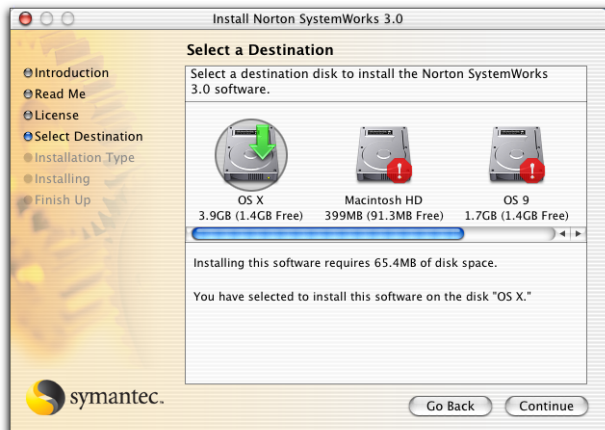 Install Norton SystemWorks 3.0
Select a Destination
Introduction
Read Me
License
Select Destination
Installation Type
Installing
Finish Up
Select a destination disk to install the Norton SystemWorks
3.0 software.
OS X
3.9GB (1.4GB Free)
Macintosh HD
399MB (91.3MB Free)
OS 9
1.7GB (1.4GB Free)
Installing this software requires 65.4MB of disk space.
You have selected to install this software on the disk "OS X."
symantec.
Go Back
Continue